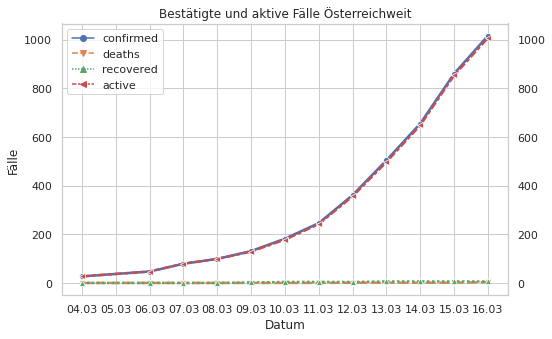 Bestätigte und aktive Fälle Österreichweit
confirmed
deaths
recovered
active
1000
800
600
400
200
0
1000
800
600
400
200
0
Fälle
04.03 05.03 06.03 07.03 08.03 09.03 10.03 11.03 12.03 13.03 14.03 15.03 16.03
Datum